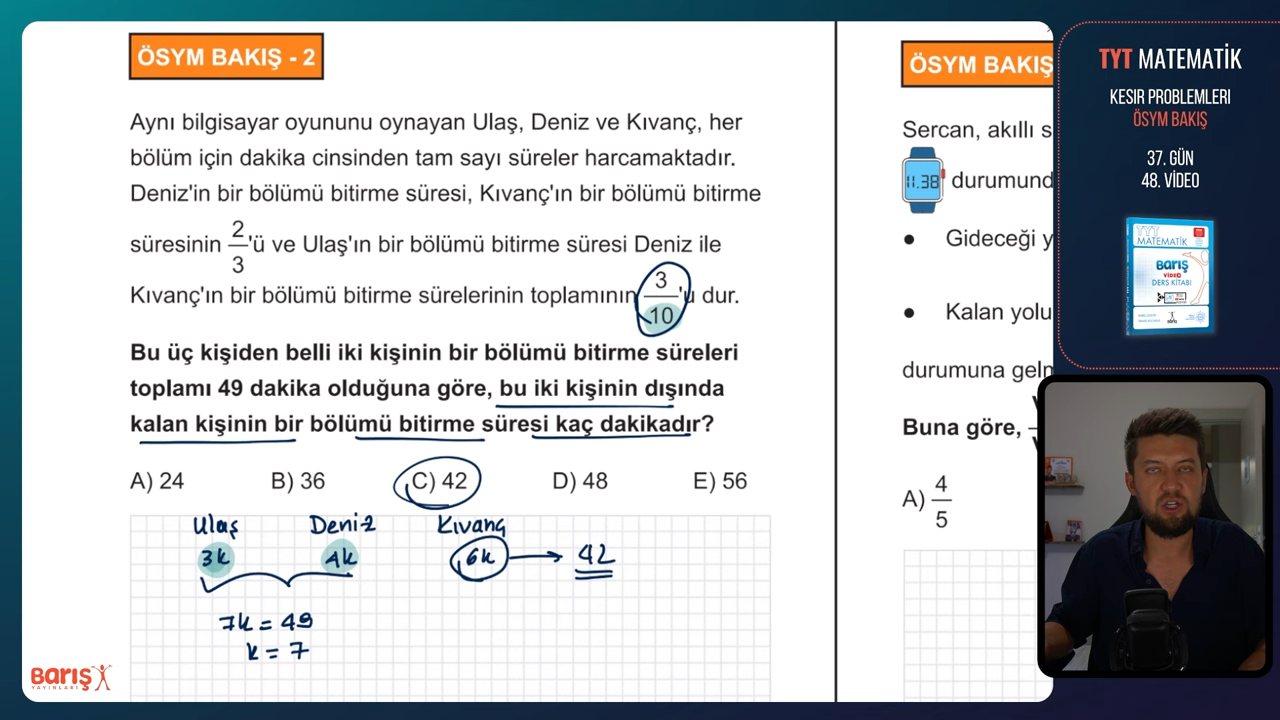 ÖSYM BAKIŞ - 2
Aynı bilgisayar oyununu oynayan Ulaş, Deniz ve Kıvanç, her
bölüm için dakika cinsinden tam sayı süreler harcamaktadır.
Deniz'in bir bölümü bitirme süresi, Kıvanç'ın bir bölümü bitirme
süresinin 2/3'ü ve Ulaş'ın bir bölümü bitirme süresi Deniz ile
Kıvanç'ın bir bölümü bitirme sürelerinin toplamının 3/10'u dur.
Bu üç kişiden belli iki kişinin bir bölümü bitirme süreleri
toplamı 49 dakika olduğuna göre, bu iki kişinin dışında
kalan kişinin bir bölümü bitirme süresi kaç dakikadır?
A) 24 B) 36 C) 42 D) 48 E) 56
Ulaş Deniz Kıvanç
3k 4k 6k → 42
7k = 49
k = 7
BARIŞ
YAYINLARI
ÖSYM BAKIŞ
Sercan, akıllı s
11.38 durumund
● Gideceği y
● Kalan yolu
durumuna gelm
Buna göre,
A) 4/5
TYT MATEMATİK
KESIR PROBLEMLERI
ÖSYM BAKIŞ
37. GÜN
48. VİDEO
TYT
MATEMATİK
BARIŞ
VİDEO
DERS KİTABI